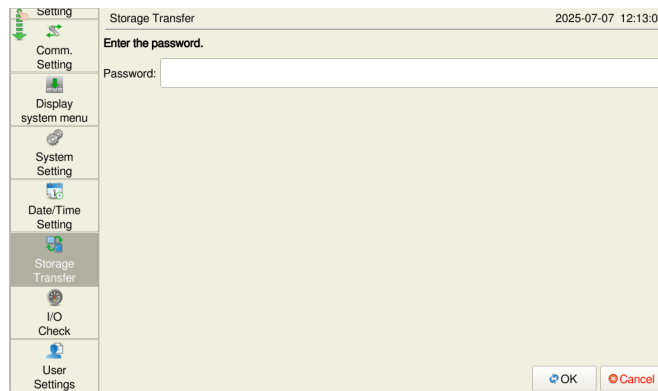 Setting
Comm.
Setting
Display
system menu
System
Setting
Date/Time
Setting
Storage
Transfer
I/O
Check
User
Settings
Storage Transfer
2025-07-07 12:13:0
Enter the password.
Password:
OK
Cancel